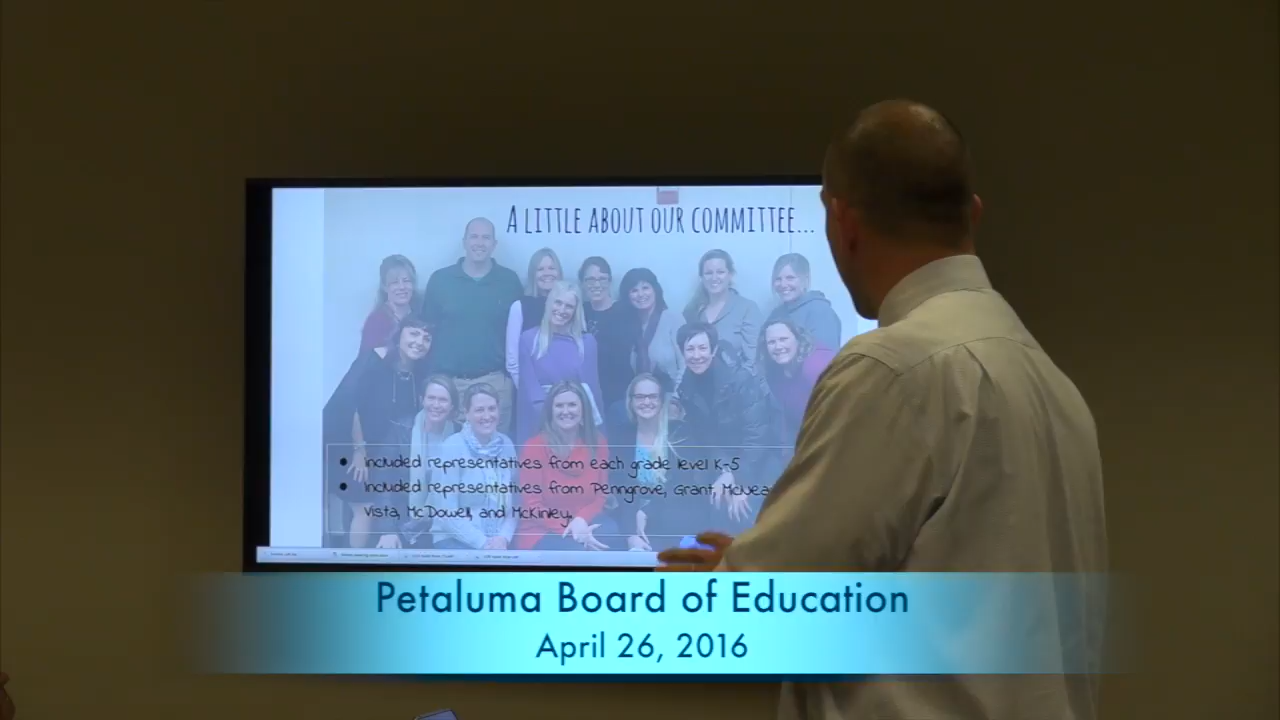 A LITTLE ABOUT OUR COMMITTEE...
● Included representatives from each grade level K-5
● Included representatives from Penngrove, Grant,
Vista, McDowell, and McKinley.
Petaluma Board of Education
April 26, 2016